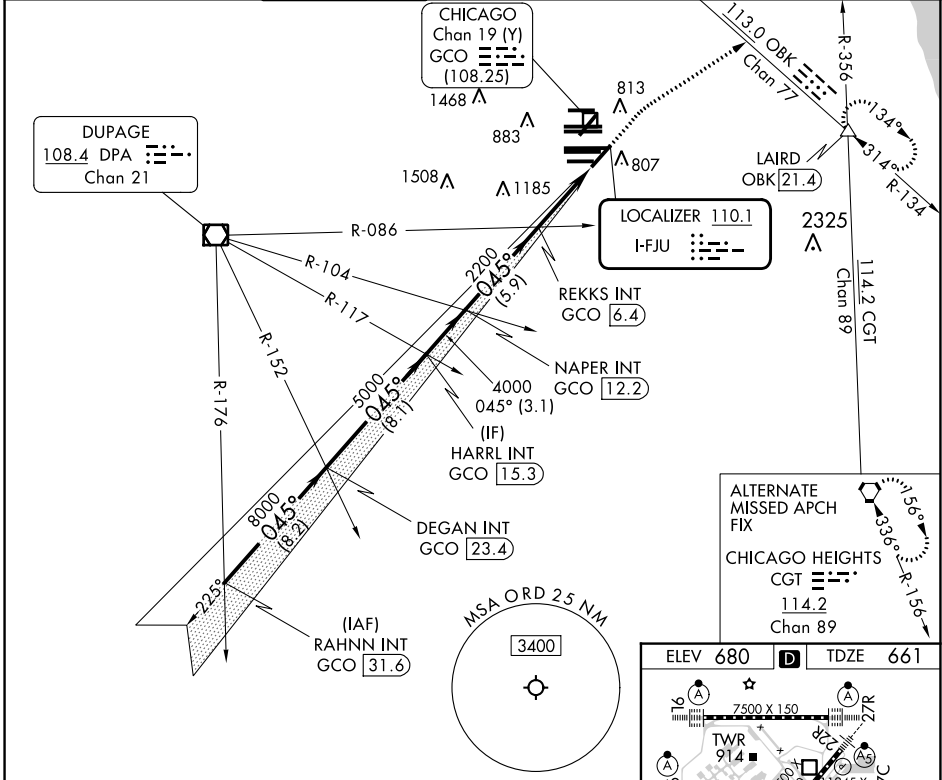 CHICAGO
Chan 19 (Y)
GCO
(108.25)
113.0 OBK
Chan 77
R-356
134°
314°
R-134
LAIRD
OBK 21.4
1468
813
883
807
1508
1185
2325
DUPAGE
108.4 DPA
Chan 21
LOCALIZER 110.1
I-FJU
R-086
R-104
R-117
R-152
R-176
2200
045°
(5.9)
REKKS INT
GCO 6.4
NAPER INT
GCO 12.2
4000
045° (3.1)
(IF)
HARRL INT
GCO 15.3
5000
045°
(8.1)
DEGAN INT
GCO 23.4
8000
045°
(8.2)
225°
(IAF)
RAHNN INT
GCO 31.6
114.2 CGT
Chan 89
ALTERNATE
MISSED APCH
FIX
CHICAGO HEIGHTS
CGT
114.2
Chan 89
156°
336°
R-156
MSA ORD 25 NM
3400
ELEV 680
D
TDZE 661
A
A
9L
7500 X 150
27R
22R
TWR
914
A
A5